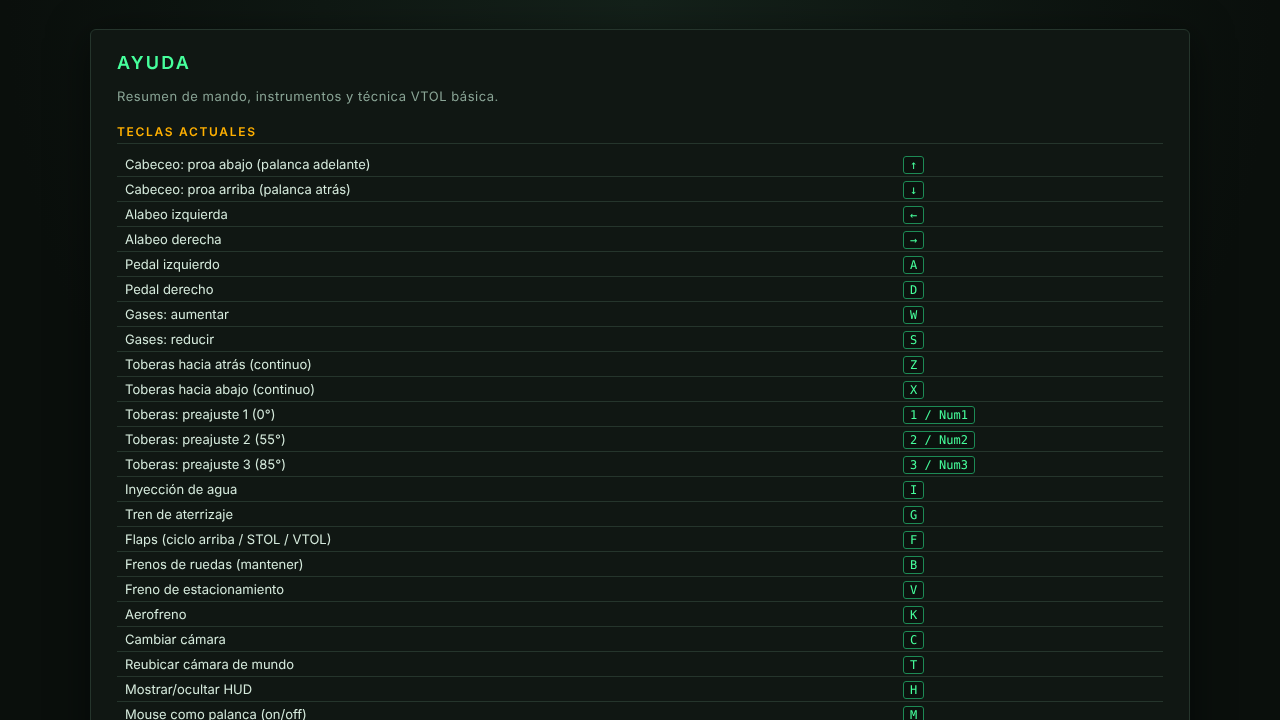 AYUDA
Resumen de mando, instrumentos y técnica VTOL básica.
TECLAS ACTUALES
Cabeceo: proa abajo (palanca adelante) ↑
Cabeceo: proa arriba (palanca atrás) ↓
Alabeo izquierda ←
Alabeo derecha →
Pedal izquierdo A
Pedal derecho D
Gases: aumentar W
Gases: reducir S
Toberas hacia atrás (continuo) Z
Toberas hacia abajo (continuo) X
Toberas: preajuste 1 (0°) 1 / Num1
Toberas: preajuste 2 (55°) 2 / Num2
Toberas: preajuste 3 (85°) 3 / Num3
Inyección de agua I
Tren de aterrizaje G
Flaps (ciclo arriba / STOL / VTOL) F
Frenos de ruedas (mantener) B
Freno de estacionamiento V
Aerofreno K
Cambiar cámara C
Reubicar cámara de mundo T
Mostrar/ocultar HUD H
Mouse como palanca (on/off) M